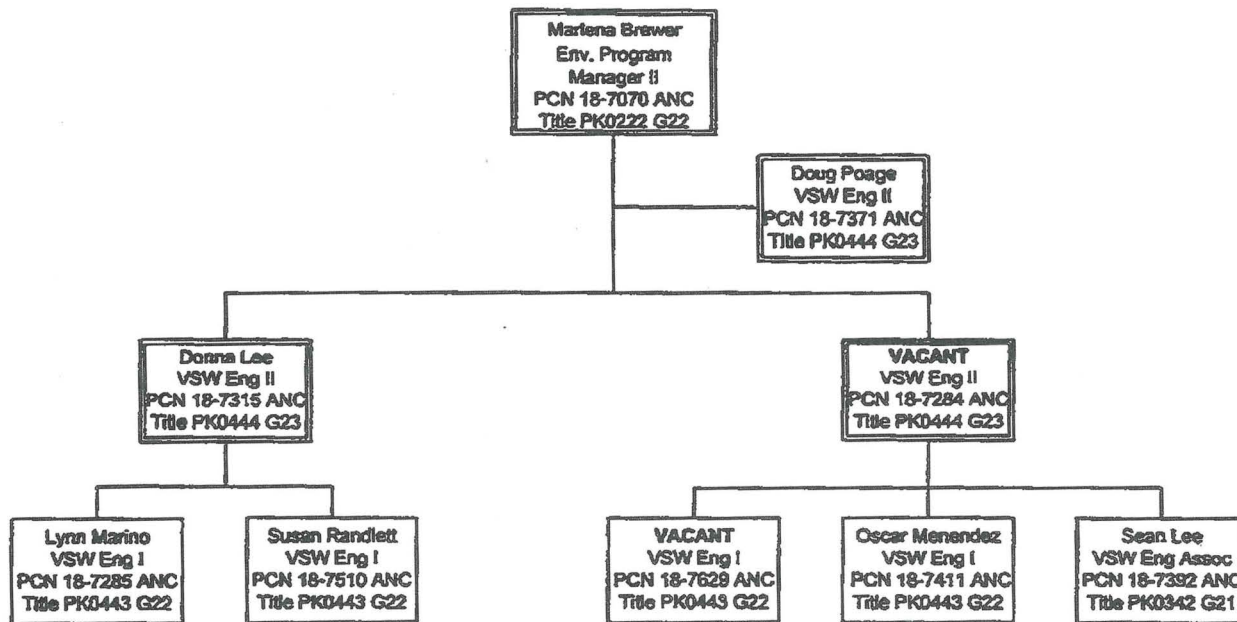 Martena Brewer
Env. Program
Manager II
PCN 18-7070 ANC
Title PK0222 G22
Doug Poage
VSW Eng II
PCN 18-7371 ANC
Title PK0444 G23
Donna Lee
VSW Eng II
PCN 18-7315 ANC
Title PK0444 G23
VACANT
VSW Eng II
PCN 18-7284 ANC
Title PK0444 G23
Lynn Marino
VSW Eng I
PCN 18-7285 ANC
Title PK0443 G22
Susan Randlett
VSW Eng I
PCN 18-7510 ANC
Title PK0443 G22
VACANT
VSW Eng I
PCN 18-7629 ANC
Title PK0443 G22
Oscar Menendez
VSW Eng I
PCN 18-7411 ANC
Title PK0443 G22
Sean Lee
VSW Eng Assoc
PCN 18-7392 ANC
Title PK0342 G21